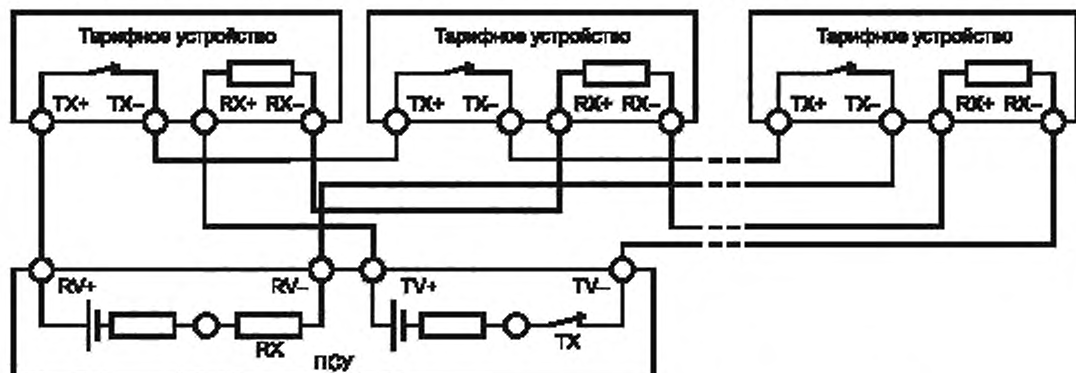 Тарифное устройство Тарифное устройство Тарифное устройство
TX+ TX– RX+ RX– TX+ TX– RX+ RX– TX+ TX– RX+ RX–
RV+ RV– TV+ TV–
RX TX
ПСУ